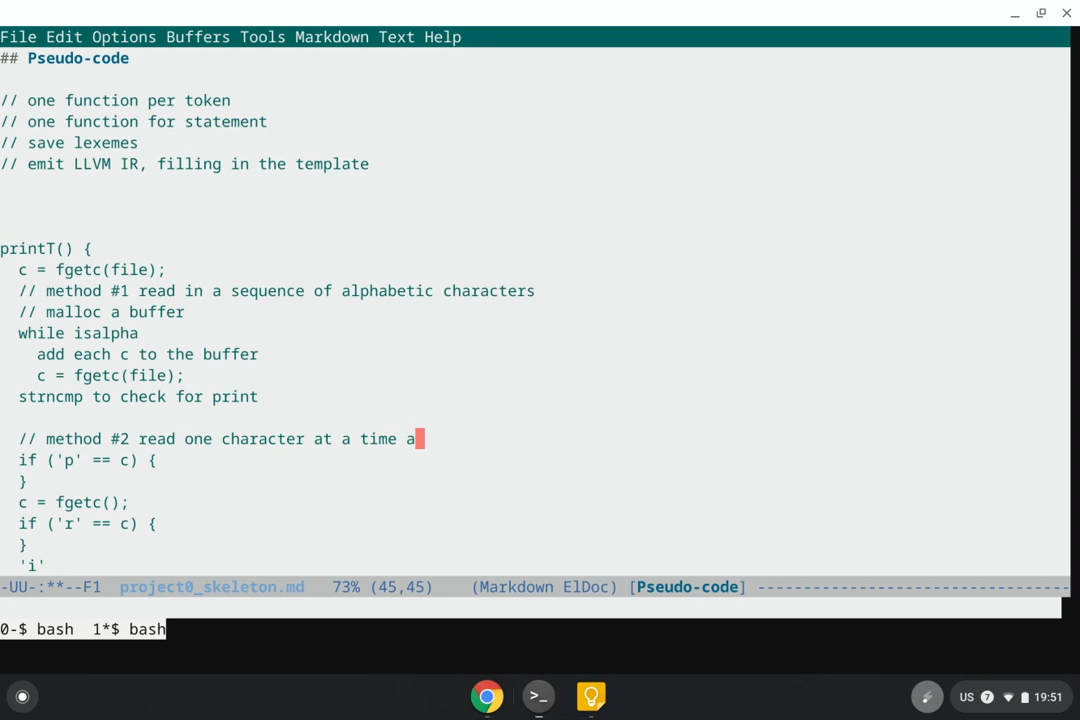 File Edit Options Buffers Tools Markdown Text Help
## Pseudo-code
// one function per token
// one function for statement
// save lexemes
// emit LLVM IR, filling in the template
printT() {
  c = fgetc(file);
  // method #1 read in a sequence of alphabetic characters
  // malloc a buffer
  while isalpha
    add each c to the buffer
    c = fgetc(file);
  strncmp to check for print
  // method #2 read one character at a time a
  if ('p' == c) {
  }
  c = fgetc();
  if ('r' == c) {
  }
  'i'
-UU-:**--F1  project0_skeleton.md   73% (45,45)    (Markdown ElDoc) [Pseudo-code] ----------------------------------
0-$ bash  1*$ bash
>_
US 7 19:51